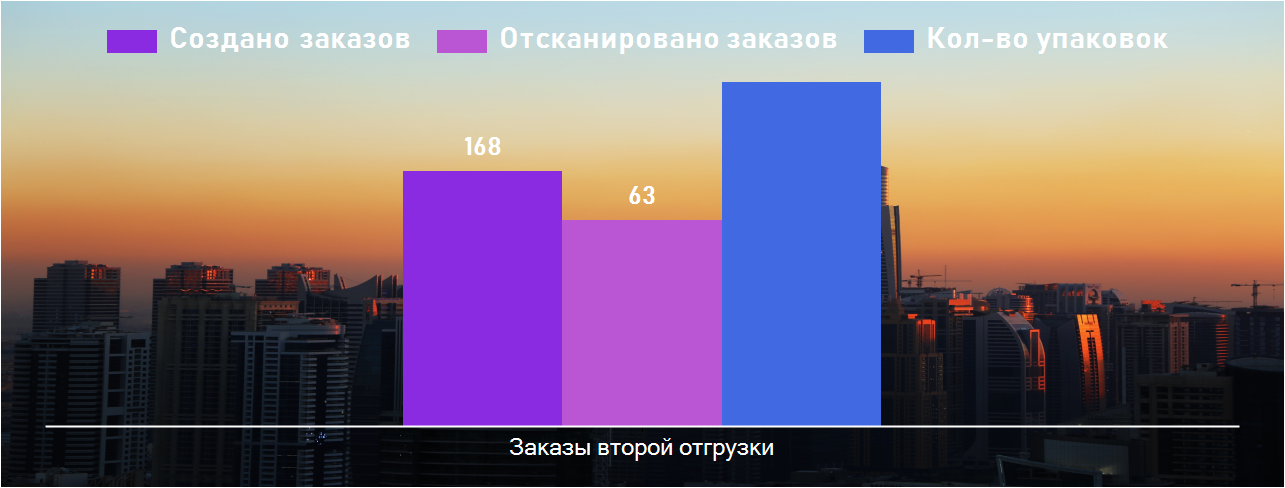 Создано заказов Отсканировано заказов Кол-во упаковок
168
63
Заказы второй отгрузки